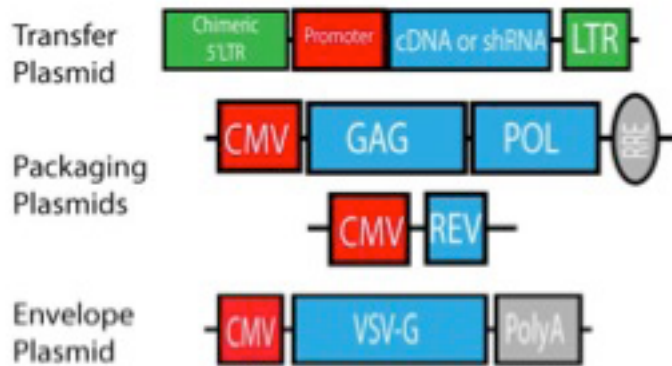 Transfer
Plasmid
Chimeric
5'LTR
Promoter
cDNA or shRNA
LTR
Packaging
Plasmids
CMV
GAG
POL
RRE
CMV
REV
Envelope
Plasmid
CMV
VSV-G
PolyA